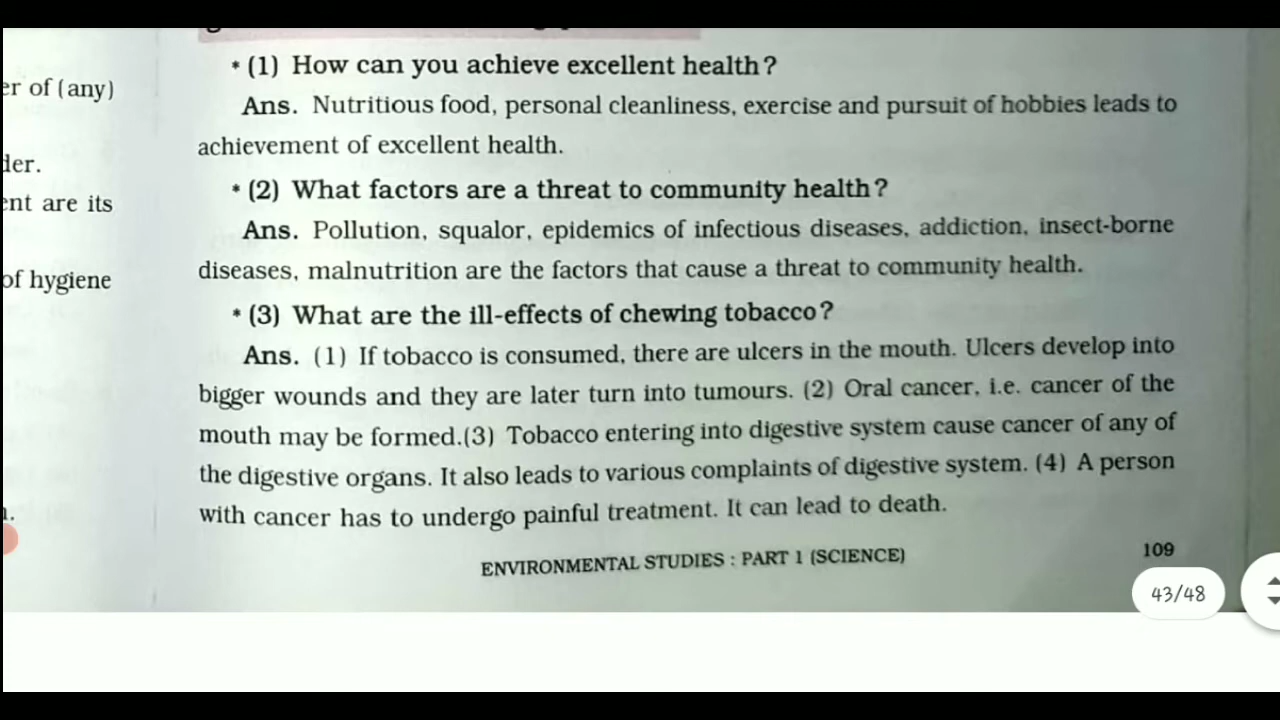 er of (any)
der.
ent are its
of hygiene
* (1) How can you achieve excellent health?
Ans. Nutritious food, personal cleanliness, exercise and pursuit of hobbies leads to
achievement of excellent health.
* (2) What factors are a threat to community health?
Ans. Pollution, squalor, epidemics of infectious diseases, addiction, insect-borne
diseases, malnutrition are the factors that cause a threat to community health.
* (3) What are the ill-effects of chewing tobacco?
Ans. (1) If tobacco is consumed, there are ulcers in the mouth. Ulcers develop into
bigger wounds and they are later turn into tumours. (2) Oral cancer, i.e. cancer of the
mouth may be formed.(3) Tobacco entering into digestive system cause cancer of any of
the digestive organs. It also leads to various complaints of digestive system. (4) A person
with cancer has to undergo painful treatment. It can lead to death.
ENVIRONMENTAL STUDIES : PART 1 (SCIENCE)
109
43/48